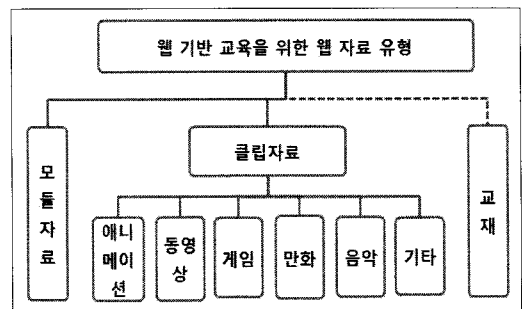 웹 기반 교육을 위한 웹 자료 유형
모
듈
자
료
클립자료
교
재
애니
메이
션
동영
상
게임
만화
음악
기타